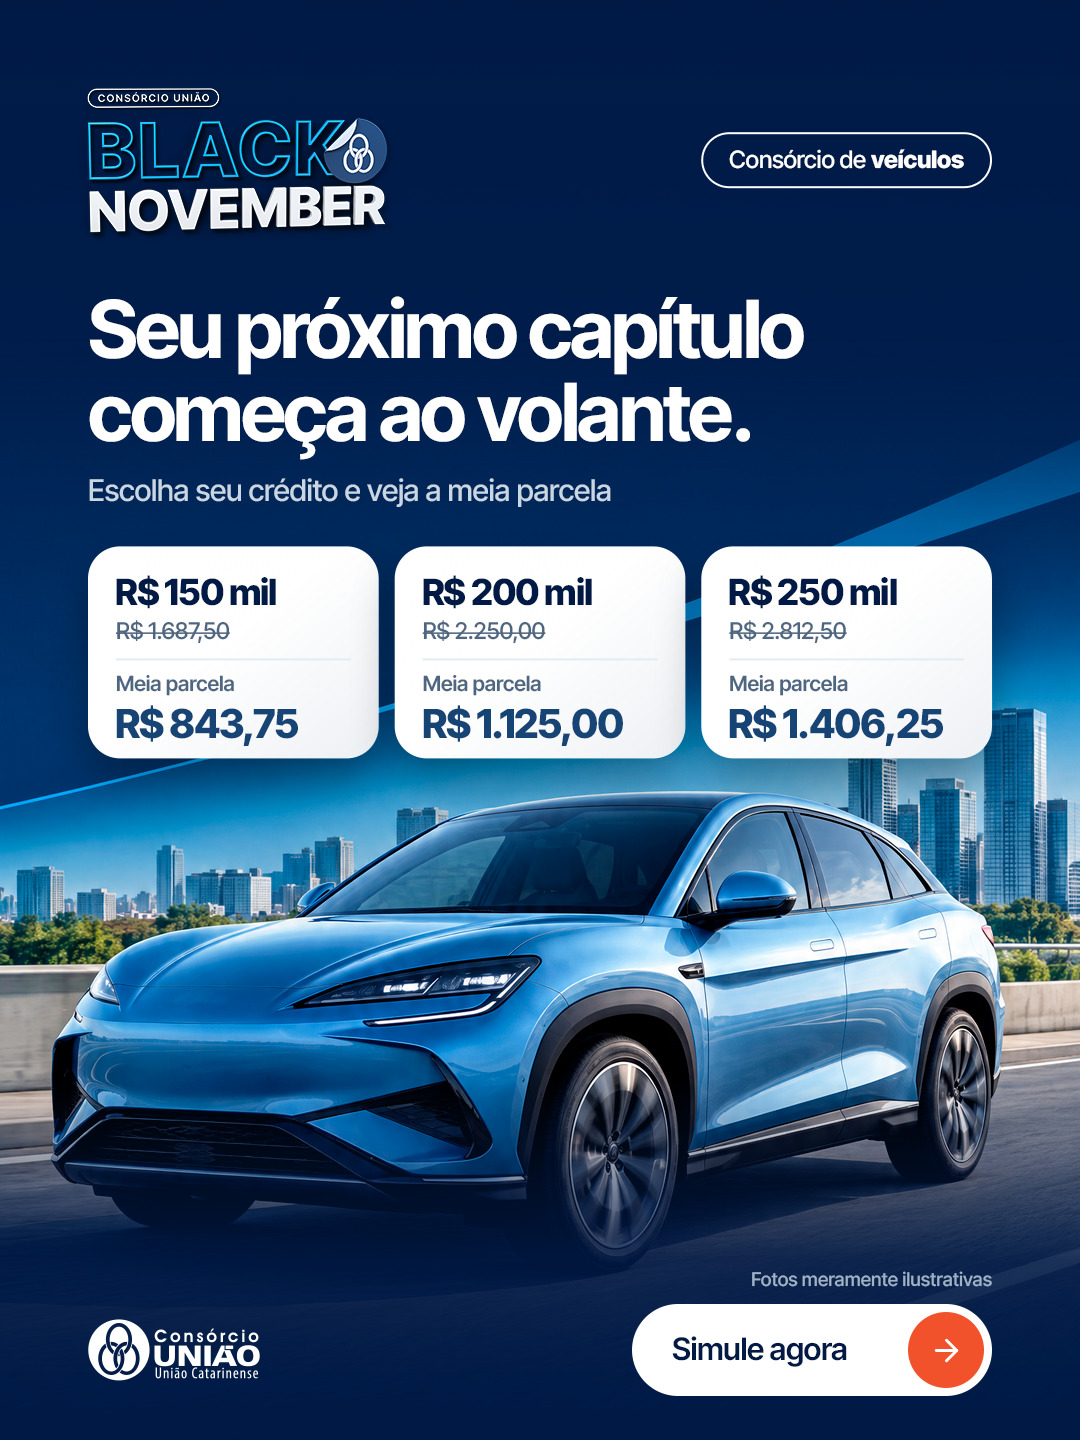 CONSÓRCIO UNIÃO
BLACK
NOVEMBER
Consórcio de veículos
Seu próximo capítulo
começa ao volante.
Escolha seu crédito e veja a meia parcela
R$ 150 mil
R$ 1.687,50
Meia parcela
R$ 843,75
R$ 200 mil
R$ 2.250,00
Meia parcela
R$ 1.125,00
R$ 250 mil
R$ 2.812,50
Meia parcela
R$ 1.406,25
Fotos meramente ilustrativas
Consórcio
UNIÃO
União Catarinense
Simule agora